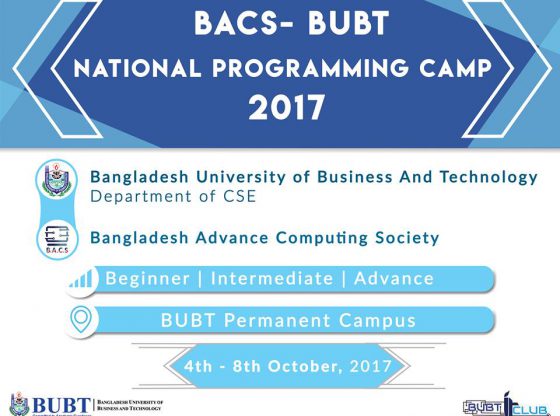 BACS- BUBT
NATIONAL PROGRAMMING CAMP
2017
Bangladesh University of Business And Technology
Department of CSE
B.A.C.S
Bangladesh Advance Computing Society
Beginner | Intermediate | Advance
BUBT Permanent Campus
4th - 8th October, 2017
BUBT
BANGLADESH UNIVERSITY OF
BUSINESS AND TECHNOLOGY
BUBT IT CLUB